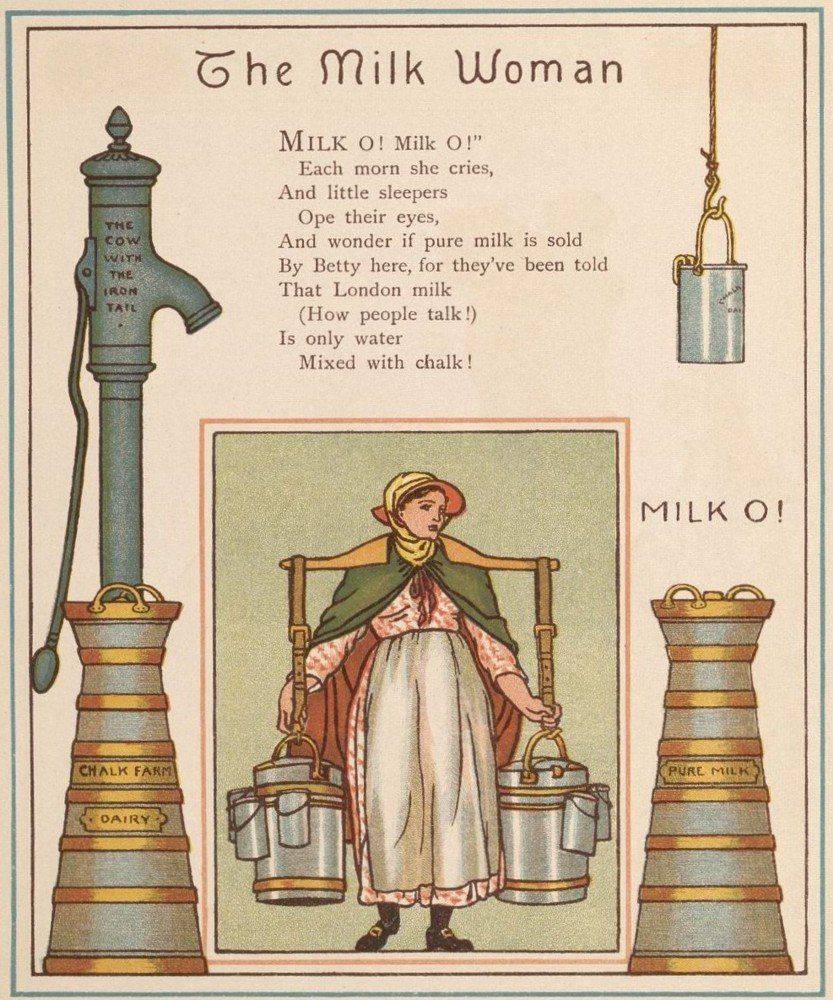 The Milk Woman
MILK O! Milk O!"
Each morn she cries,
And little sleepers
Ope their eyes,
And wonder if pure milk is sold
By Betty here, for they've been told
That London milk
(How people talk!)
Is only water
Mixed with chalk!
THE
COW
WITH
THE
IRON
TAIL
MILK O!
CHALK FARM
DAIRY
PURE MILK